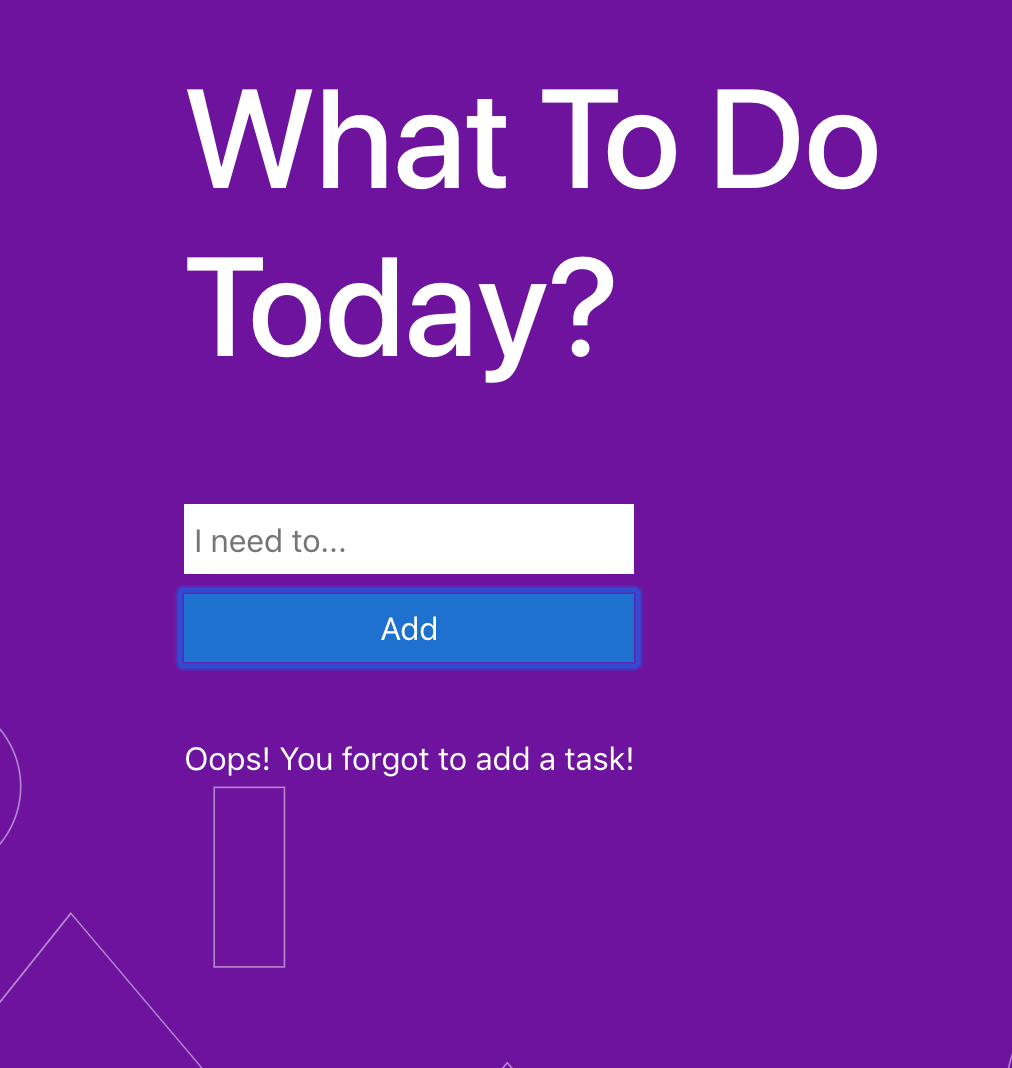 What To Do
Today?
I need to...
Add
Oops! You forgot to add a task!